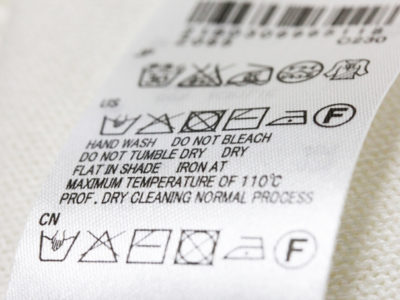 US
HAND WASH DO NOT BLEACH
DO NOT TUMBLE DRY DRY
FLAT IN SHADE IRON AT
MAXIMUM TEMPERATURE OF 110°C
PROF. DRY CLEANING NORMAL PROCESS
F
CN
F